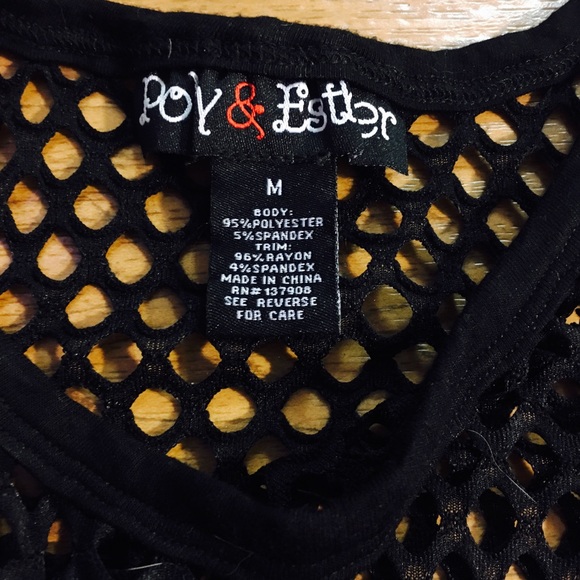 Poly & Esther
M
BODY:
95%POLYESTER
5%SPANDEX
TRIM:
96%RAYON
4%SPANDEX
MADE IN CHINA
RN# 137908
SEE REVERSE
FOR CARE